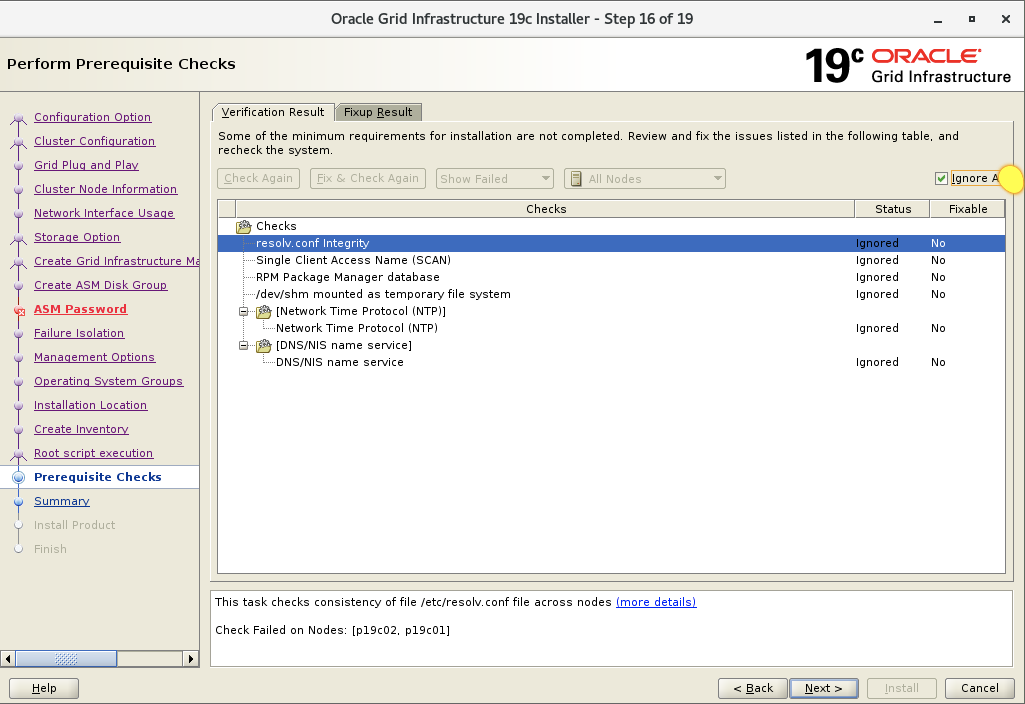 Oracle Grid Infrastructure 19c Installer - Step 16 of 19
Perform Prerequisite Checks
19c ORACLE
Grid Infrastructure
Configuration Option
Cluster Configuration
Grid Plug and Play
Cluster Node Information
Network Interface Usage
Storage Option
Create Grid Infrastructure Ma
Create ASM Disk Group
ASM Password
Failure Isolation
Management Options
Operating System Groups
Installation Location
Create Inventory
Root script execution
Prerequisite Checks
Summary
Install Product
Finish
Verification Result Fixup Result
Some of the minimum requirements for installation are not completed. Review and fix the issues listed in the following table, and
recheck the system.
Check Again Fix & Check Again Show Failed All Nodes Ignore A
Checks Status Fixable
Checks
resolv.conf Integrity Ignored No
Single Client Access Name (SCAN) Ignored No
RPM Package Manager database Ignored No
/dev/shm mounted as temporary file system Ignored No
[Network Time Protocol (NTP)]
Network Time Protocol (NTP) Ignored No
[DNS/NIS name service]
DNS/NIS name service Ignored No
This task checks consistency of file /etc/resolv.conf file across nodes (more details)
Check Failed on Nodes: [p19c02, p19c01]
Help < Back Next > Install Cancel